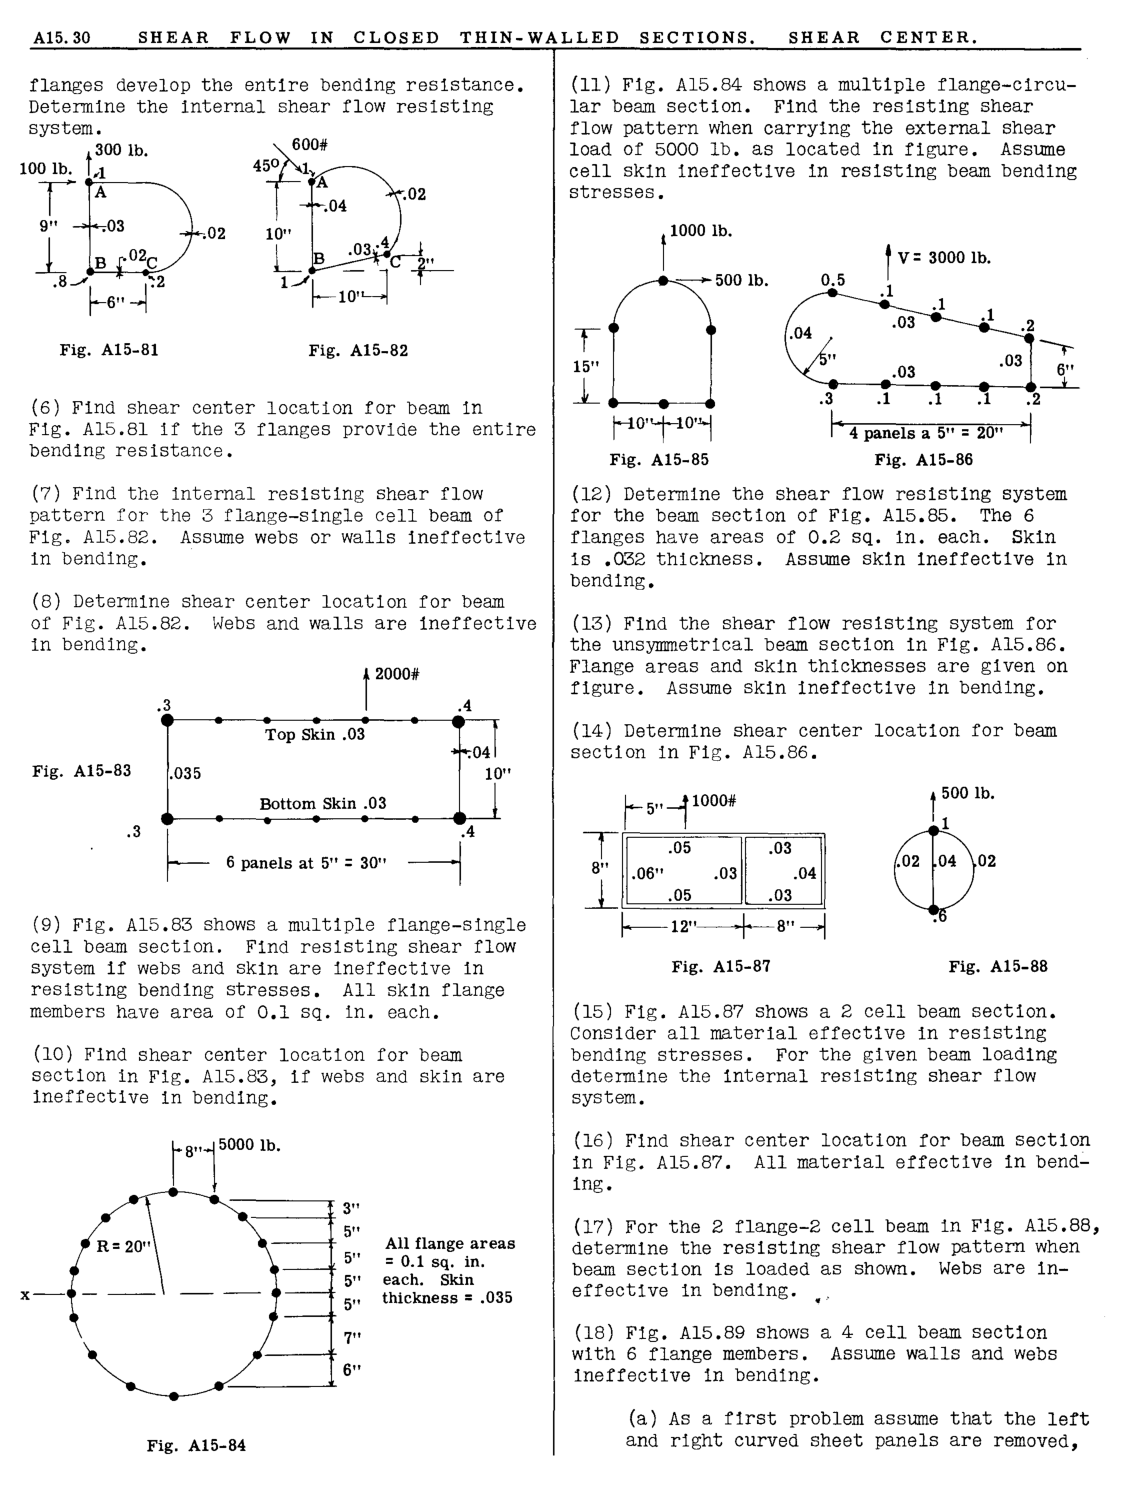 A15.30 SHEAR FLOW IN CLOSED THIN-WALLED SECTIONS. SHEAR CENTER.
flanges develop the entire bending resistance.
Determine the internal shear flow resisting
system.
300 lb.
100 lb.
.1
A
9"
.03
.02
B
.02
C
.8
.2
6"
Fig. A15-81
600#
45°
1
A
.02
.04
10"
B
.03
.4
C
2"
1
10"
Fig. A15-82
(6) Find shear center location for beam in
Fig. A15.81 if the 3 flanges provide the entire
bending resistance.
(7) Find the internal resisting shear flow
pattern for the 3 flange-single cell beam of
Fig. A15.82. Assume webs or walls ineffective
in bending.
(8) Determine shear center location for beam
of Fig. A15.82. Webs and walls are ineffective
in bending.
2000#
.3
.4
Top Skin .03
.04
Fig. A15-83
.035
10"
Bottom Skin .03
.3
.4
6 panels at 5" = 30"
(9) Fig. A15.83 shows a multiple flange-single
cell beam section. Find resisting shear flow
system if webs and skin are ineffective in
resisting bending stresses. All skin flange
members have area of 0.1 sq. in. each.
(10) Find shear center location for beam
section in Fig. A15.83, if webs and skin are
ineffective in bending.
8"
5000 lb.
3"
5"
R = 20"
5"
5"
x
5"
7"
6"
All flange areas
= 0.1 sq. in.
each. Skin
thickness = .035
Fig. A15-84
(11) Fig. A15.84 shows a multiple flange-circu-
lar beam section. Find the resisting shear
flow pattern when carrying the external shear
load of 5000 lb. as located in figure. Assume
cell skin ineffective in resisting beam bending
stresses.
1000 lb.
500 lb.
15"
10"
10"
Fig. A15-85
V = 3000 lb.
0.5
.1
.1
.1
.2
.03
.04
5"
.03
.03
6"
.3
.1
.1
.1
.2
4 panels a 5" = 20"
Fig. A15-86
(12) Determine the shear flow resisting system
for the beam section of Fig. A15.85. The 6
flanges have areas of 0.2 sq. in. each. Skin
is .032 thickness. Assume skin ineffective in
bending.
(13) Find the shear flow resisting system for
the unsymmetrical beam section in Fig. A15.86.
Flange areas and skin thicknesses are given on
figure. Assume skin ineffective in bending.
(14) Determine shear center location for beam
section in Fig. A15.86.
5"
1000#
.05
.03
8"
.06"
.03
.04
.05
.03
12"
8"
Fig. A15-87
500 lb.
1
.02
.04
.02
.6
Fig. A15-88
(15) Fig. A15.87 shows a 2 cell beam section.
Consider all material effective in resisting
bending stresses. For the given beam loading
determine the internal resisting shear flow
system.
(16) Find shear center location for beam section
in Fig. A15.87. All material effective in bend-
ing.
(17) For the 2 flange-2 cell beam in Fig. A15.88,
determine the resisting shear flow pattern when
beam section is loaded as shown. Webs are in-
effective in bending.
(18) Fig. A15.89 shows a 4 cell beam section
with 6 flange members. Assume walls and webs
ineffective in bending.
(a) As a first problem assume that the left
and right curved sheet panels are removed,